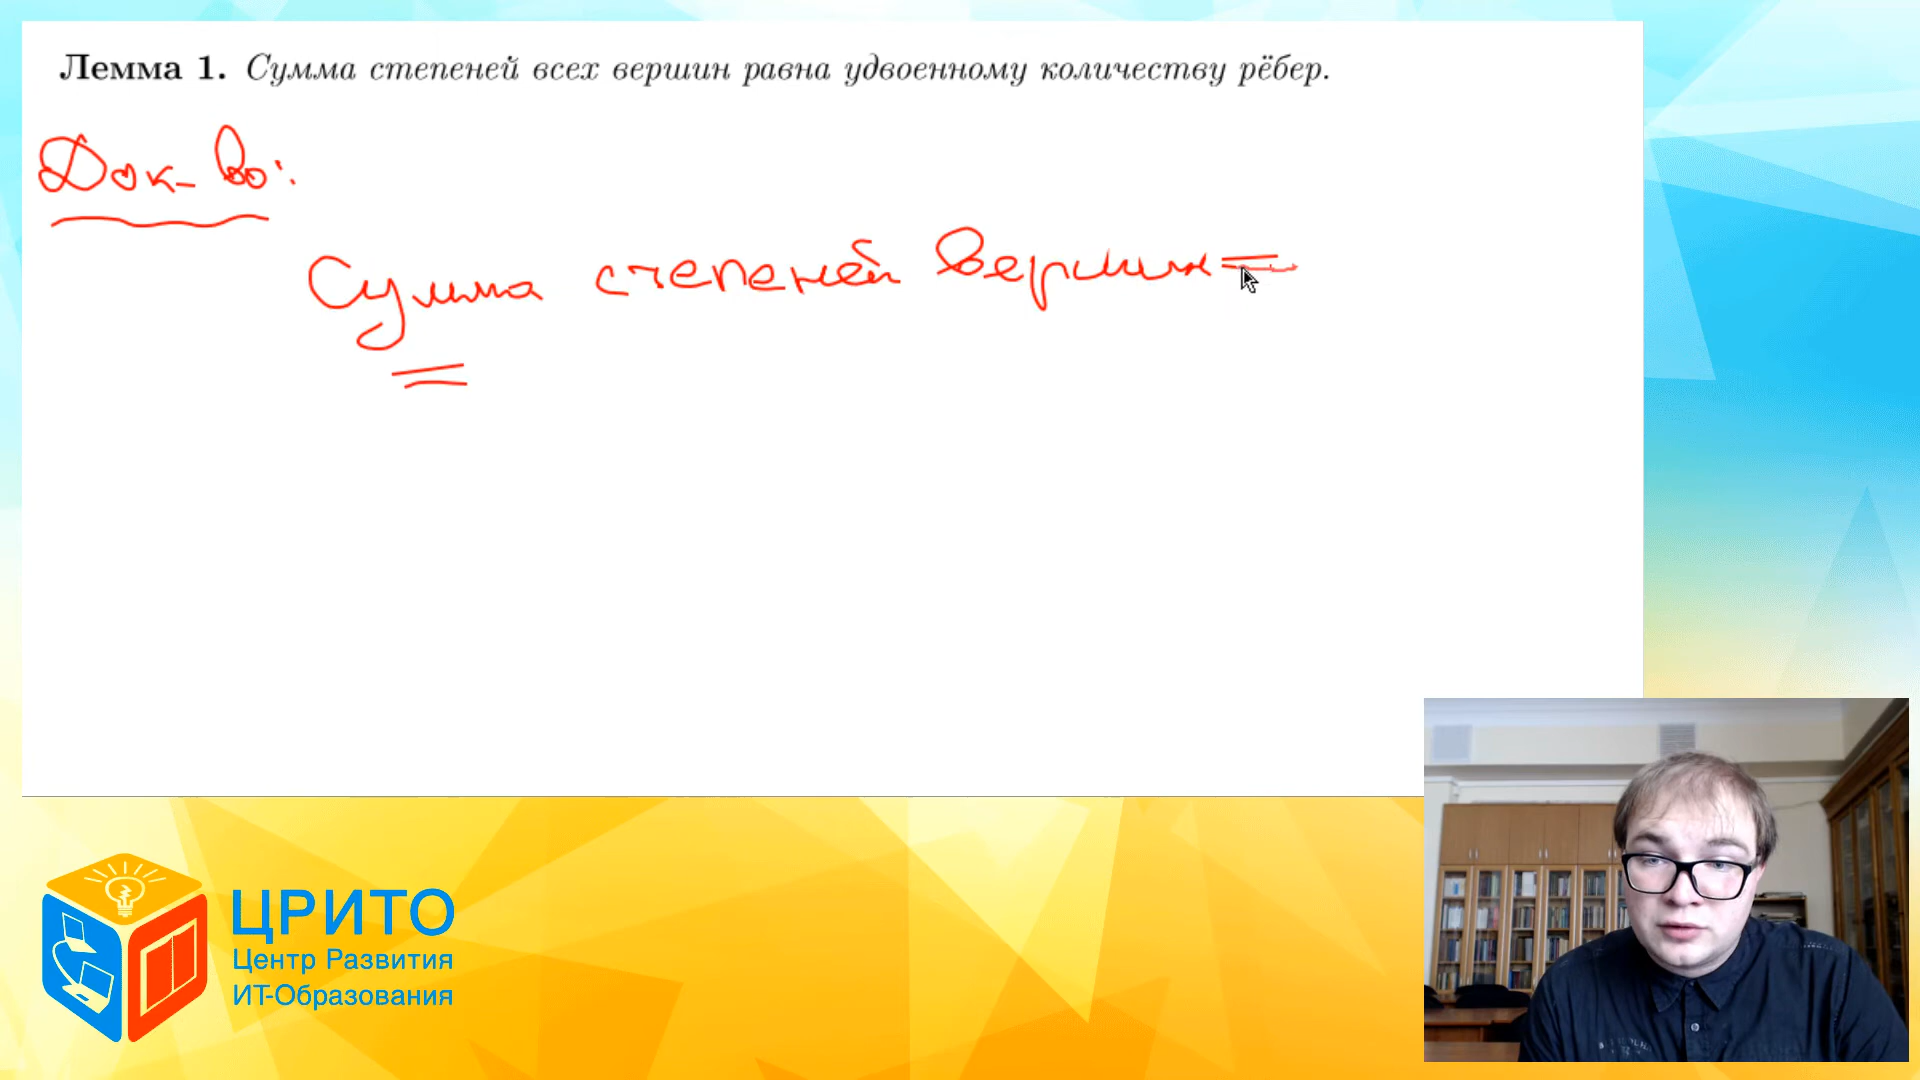 Лемма 1. Сумма степеней всех вершин равна удвоенному количеству рёбер.
Док-во:
Сумма степеней вершин =
ЦРИТО
Центр Развития
ИТ-Образования